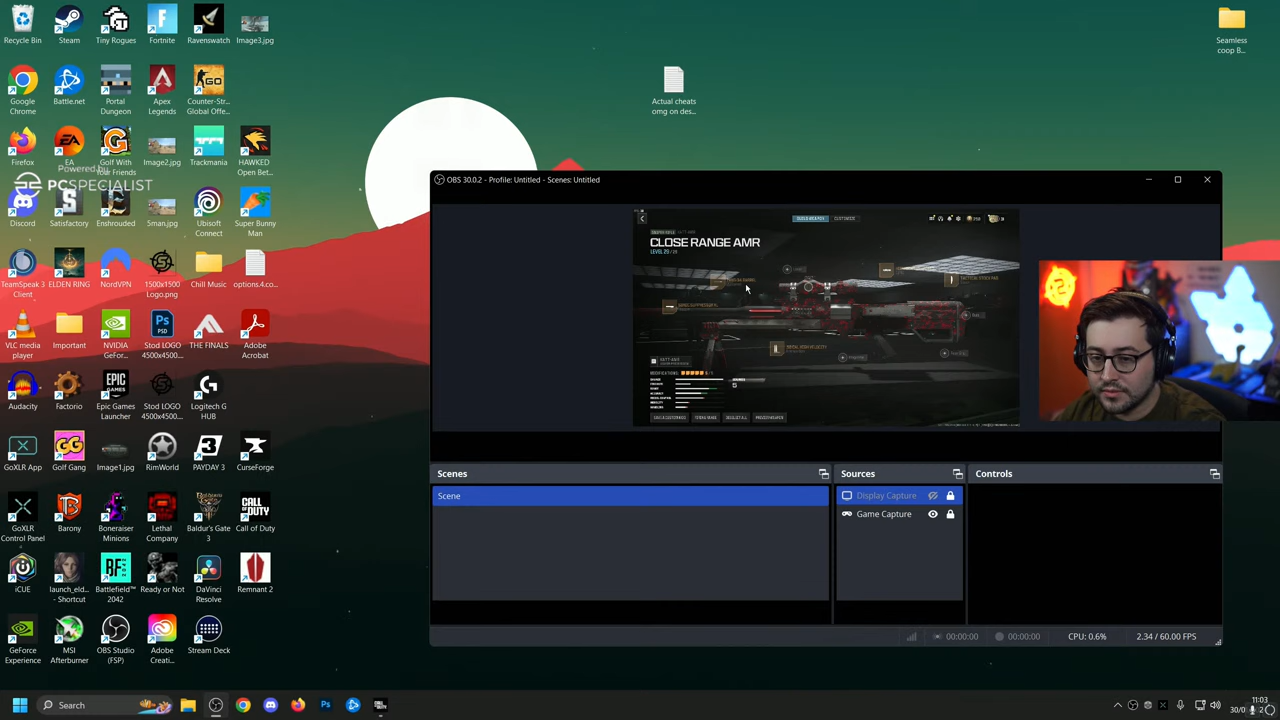 Recycle Bin
Steam
Tiny Rogues
Fortnite
Ravenswatch
Image3.jpg
Google Chrome
Battle.net
Portal Dungeon
Apex Legends
Counter-Str... Global Offe...
Firefox
EA
Golf With Your Friends
Image2.jpg
Trackmania
HAWKED Open Bet...
Powered by
PCSPECIALIST
Discord
Satisfactory
Enshrouded
5man.jpg
Ubisoft Connect
Super Bunny Man
TeamSpeak 3 Client
ELDEN RING
NordVPN
1500x1500 Logo.png
Chill Music
options.4.co...
VLC media player
Important
NVIDIA GeFor...
Stod LOGO 4500x4500...
THE FINALS
Adobe Acrobat
Audacity
Factorio
Epic Games Launcher
Stod LOGO 4500x4500...
Logitech G HUB
GoXLR App
Golf Gang
Image1.jpg
RimWorld
PAYDAY 3
CurseForge
GoXLR Control Panel
Barony
Boneraiser Minions
Lethal Company
Baldur's Gate 3
Call of Duty
iCUE
launch_eld... - Shortcut
Battlefield™ 2042
Ready or Not
DaVinci Resolve
Remnant 2
GeForce Experience
MSI Afterburner
OBS Studio (FSP)
Adobe Creati...
Stream Deck
Actual cheats omg on des...
Seamless coop B...
OBS 30.0.2 - Profile: Untitled - Scenes: Untitled
CLOSE RANGE AMR
Scenes
Sources
Controls
Scene
Display Capture
Game Capture
00:00:00
00:00:00
CPU: 0.6%
2.34 / 60.00 FPS
Search
11:03